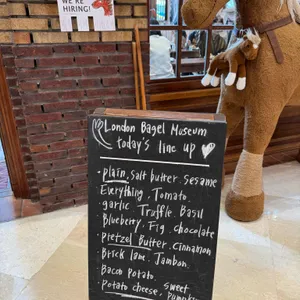 WE'RE
HIRING!
London Bagel Museum
today's line up
- plain, salt butter. sesame
Everything. Tomato.
garlic Truffle Basil
Blueberry. Fig. chocolate
- pretzel Butter. cinnamon
Brick lane. Jambon
Bacon potato.
- Potato cheese, sweet
Pumpkin